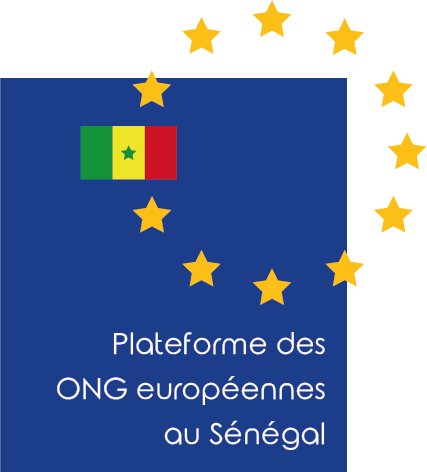 Plateforme des
ONG européennes
au Sénégal